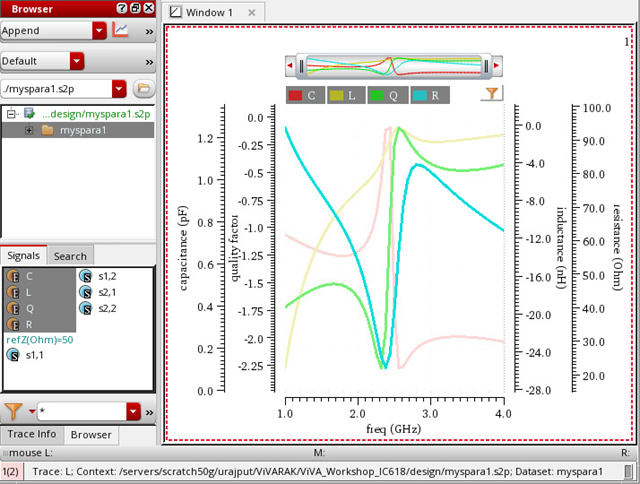 Browser
Append
Default
./myspara1.s2p
...design/myspara1.s2p
myspara1
Signals
Search
C
L
Q
R
refZ(Ohm)=50
s1,1
s1,2
s2,1
s2,2
*
Trace Info
Browser
Window 1
1
C
L
Q
R
capacitance (pF)
1.2
1.0
0.8
0.6
0.4
0.2
0.0
quality factor
0.0
-0.25
-0.5
-0.75
-1.0
-1.25
-1.5
-1.75
-2.0
-2.25
0.0
-4.0
-8.0
-12.0
-16.0
-20.0
-24.0
-28.0
inductance (nH)
100.0
90.0
80.0
70.0
60.0
50.0
40.0
30.0
20.0
resistance (Ohm)
1.0 2.0 3.0 4.0
freq (GHz)
mouse L: M: R:
1(2) Trace: L; Context: /servers/scratch50g/urajput/ViVARAK/ViVA_Workshop_IC618/design/myspara1.s2p; Dataset: myspara1